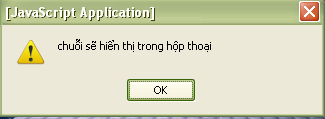 [JavaScript Application]
chuỗi sẽ hiển thị trong hộp thoại
OK